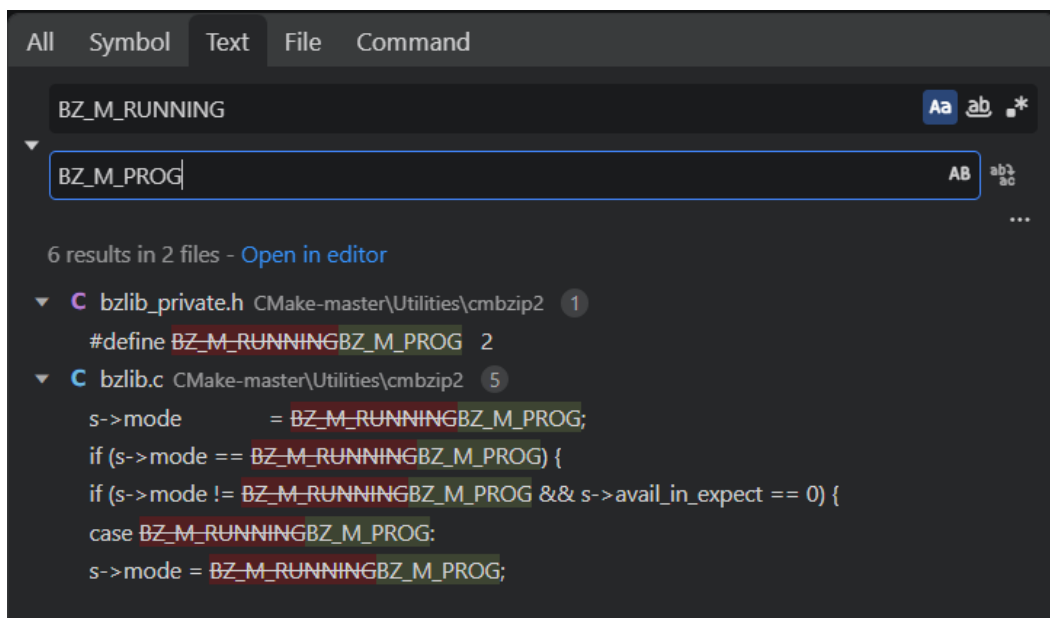 All Symbol Text File Command
BZ_M_RUNNING Aa ab .*
BZ_M_PROG AB ab ac
...
6 results in 2 files - Open in editor
C bzlib_private.h CMake-master\Utilities\cmbzip2 1
#define BZ_M_RUNNINGBZ_M_PROG 2
C bzlib.c CMake-master\Utilities\cmbzip2 5
s->mode = BZ_M_RUNNINGBZ_M_PROG;
if (s->mode == BZ_M_RUNNINGBZ_M_PROG) {
if (s->mode != BZ_M_RUNNINGBZ_M_PROG && s->avail_in_expect == 0) {
case BZ_M_RUNNINGBZ_M_PROG:
s->mode = BZ_M_RUNNINGBZ_M_PROG;